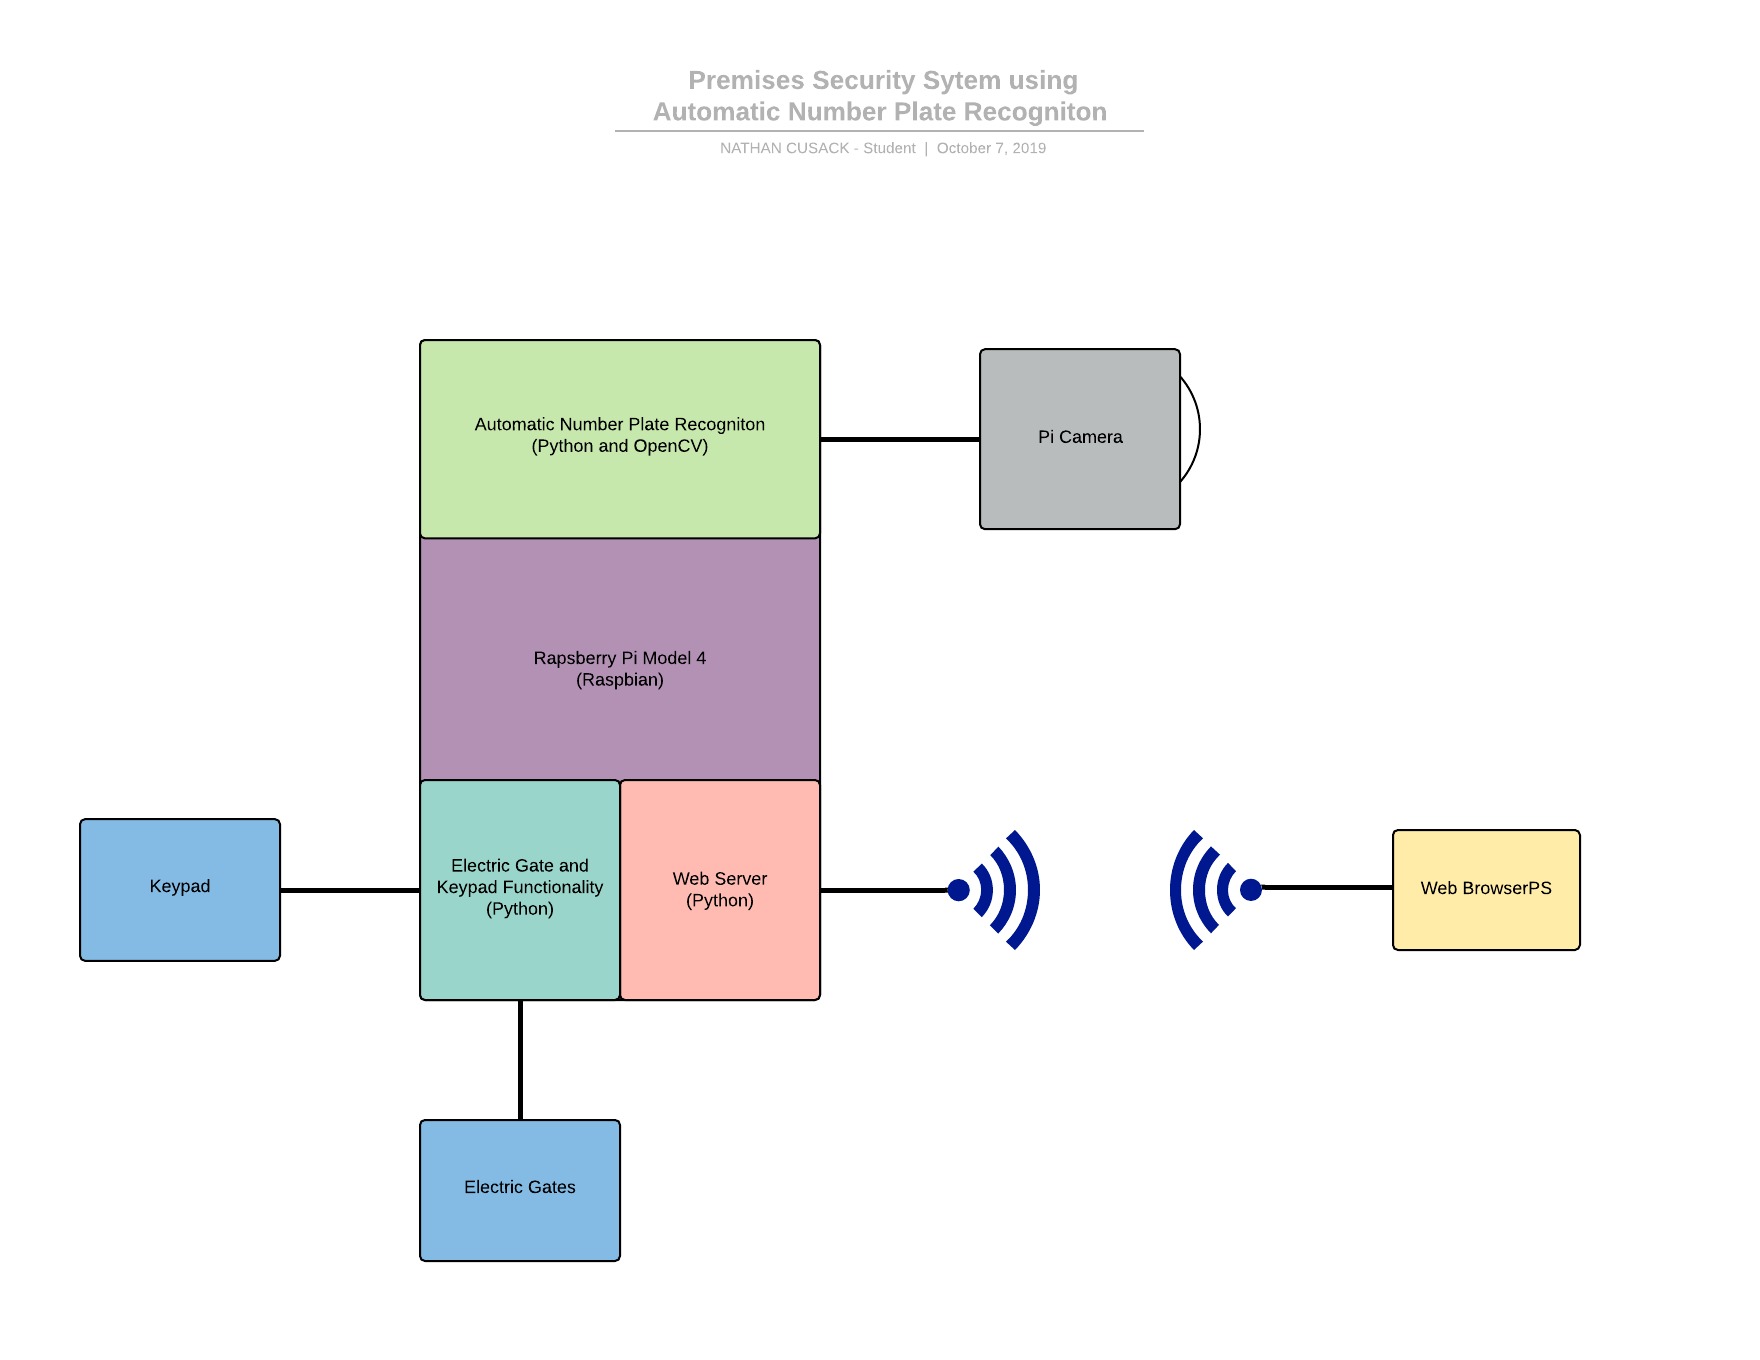 Premises Security Sytem using
Automatic Number Plate Recogniton
NATHAN CUSACK - Student | October 7, 2019
Automatic Number Plate Recogniton
(Python and OpenCV)
Pi Camera
Rapsberry Pi Model 4
(Raspbian)
Keypad
Electric Gate and
Keypad Functionality
(Python)
Web Server
(Python)
Web BrowserPS
Electric Gates